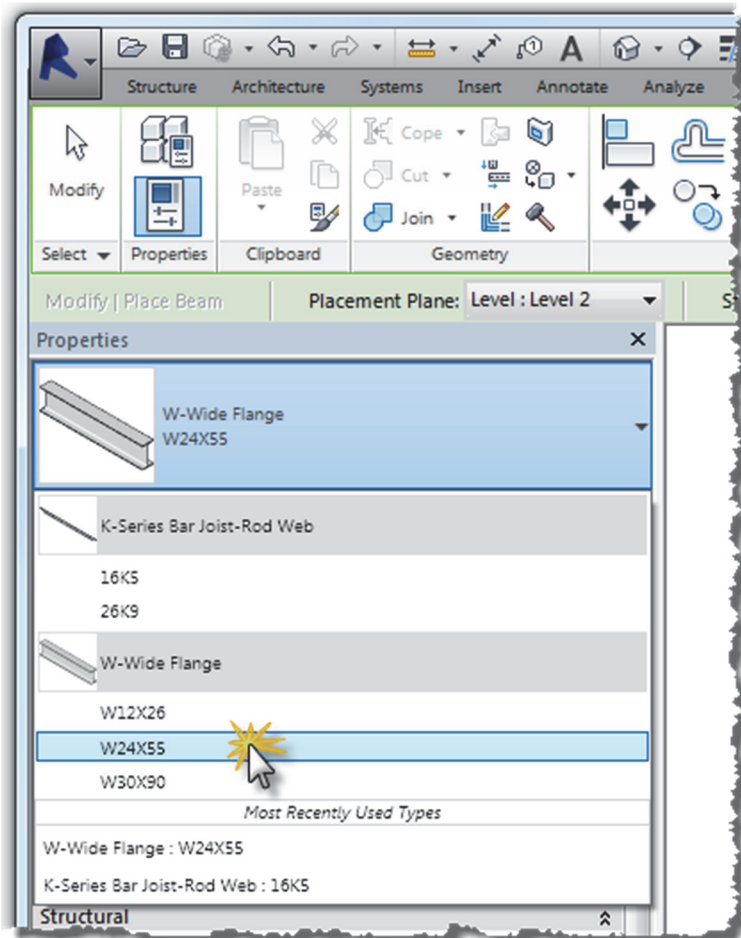 Structure Architecture Systems Insert Annotate Analyze
Modify
Cope
Cut
Join
Paste
Select Properties Clipboard Geometry
Modify | Place Beam Placement Plane: Level : Level 2
Properties
W-Wide Flange
W24X55
K-Series Bar Joist-Rod Web
16K5
26K9
W-Wide Flange
W12X26
W24X55
W30X90
Most Recently Used Types
W-Wide Flange : W24X55
K-Series Bar Joist-Rod Web : 16K5
Structural